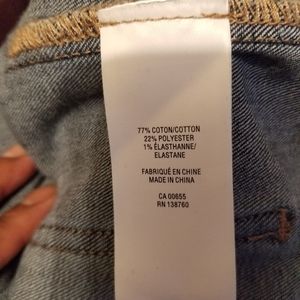 77% COTON/COTTON
22% POLYESTER
1% ÉLASTHANNE/
ELASTANE
FABRIQUÉ EN CHINE
MADE IN CHINA
CA 00655
RN 138760